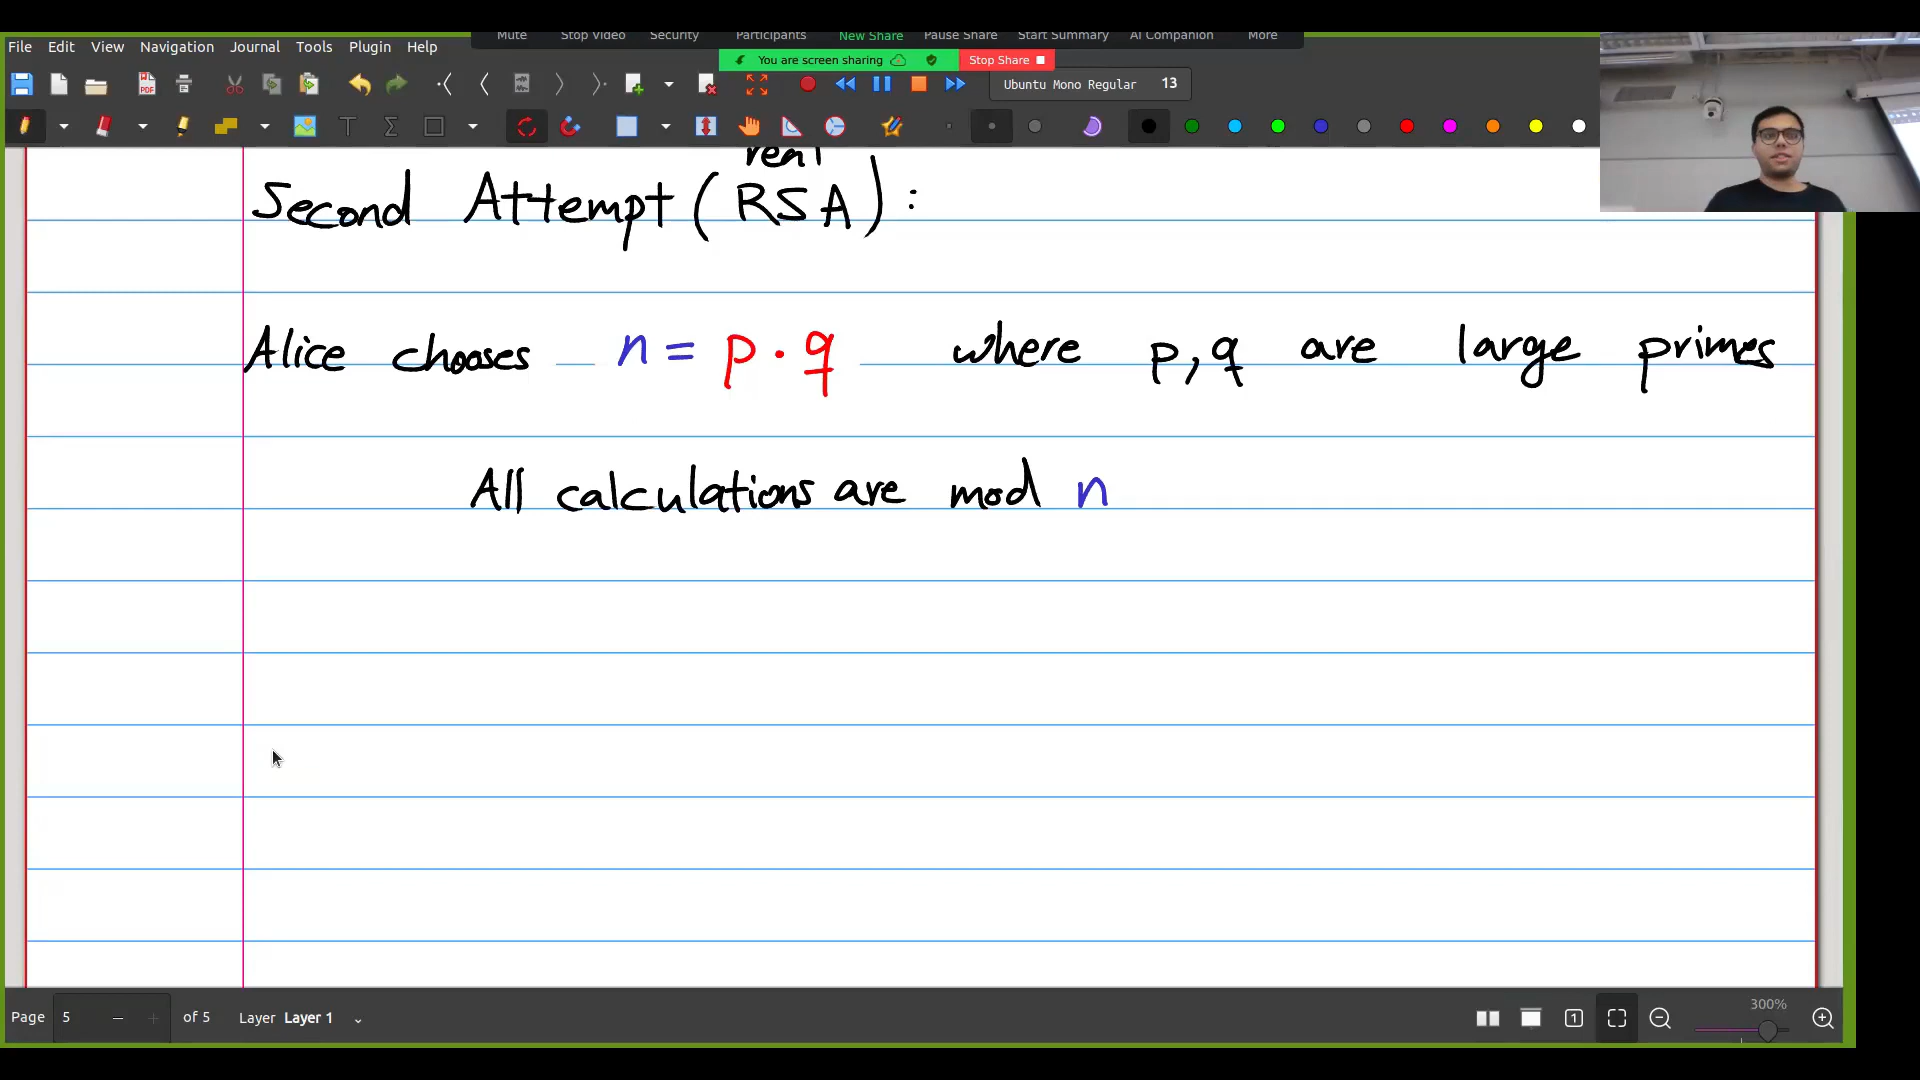 Mute Stop Video Security Participants New Share Pause Share Start Summary AI Companion More
File Edit View Navigation Journal Tools Plugin Help
You are screen sharing Stop Share
PDF Ubuntu Mono Regular 13
real
Second Attempt (RSA):
Alice chooses n = p · q where p, q are large primes
All calculations are mod n
Page 5 of 5 Layer Layer 1 1 300%